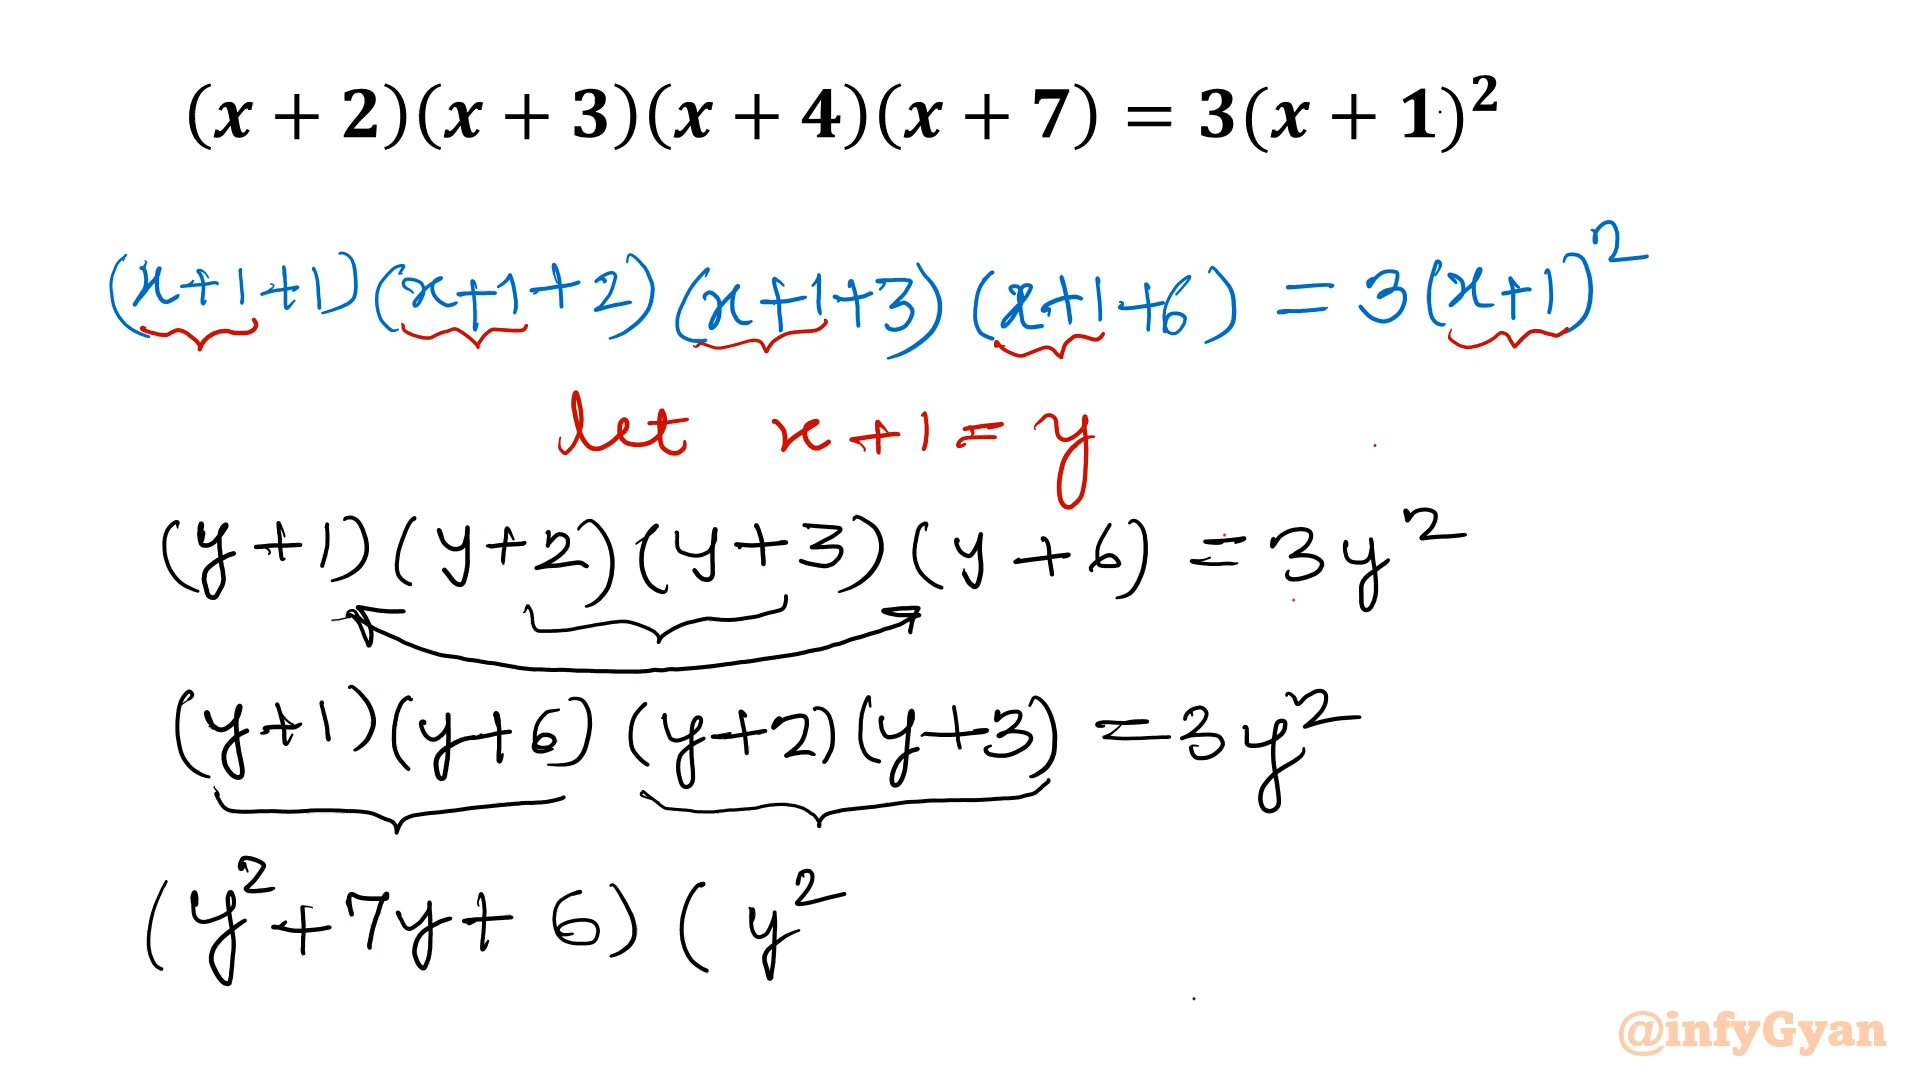 (x + 2)(x + 3)(x + 4)(x + 7) = 3(x + 1)²
(x+1+1)(x+1+2)(x+1+3)(x+1+6) = 3(x+1)²
let x+1 = y
(y+1)(y+2)(y+3)(y+6) = 3y²
(y+1)(y+6)(y+2)(y+3) = 3y²
(y²+7y+6)(y²
@infyGyan